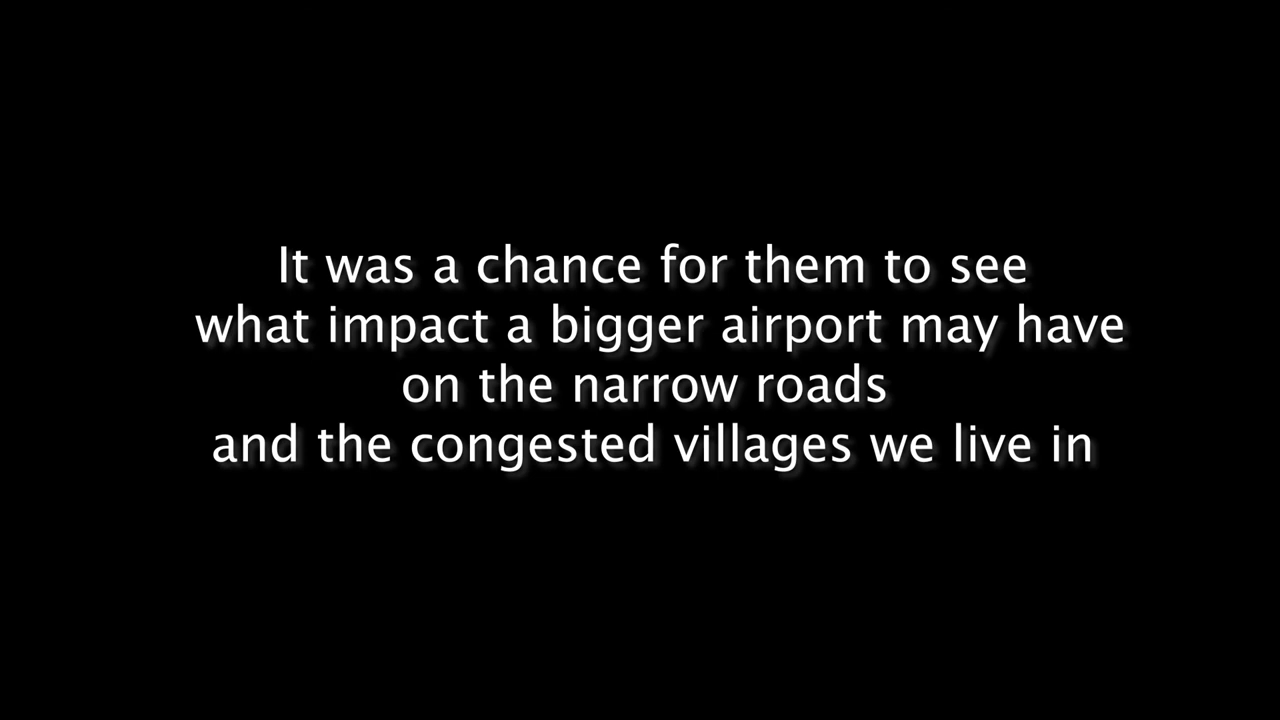 It was a chance for them to see
what impact a bigger airport may have
on the narrow roads
and the congested villages we live in